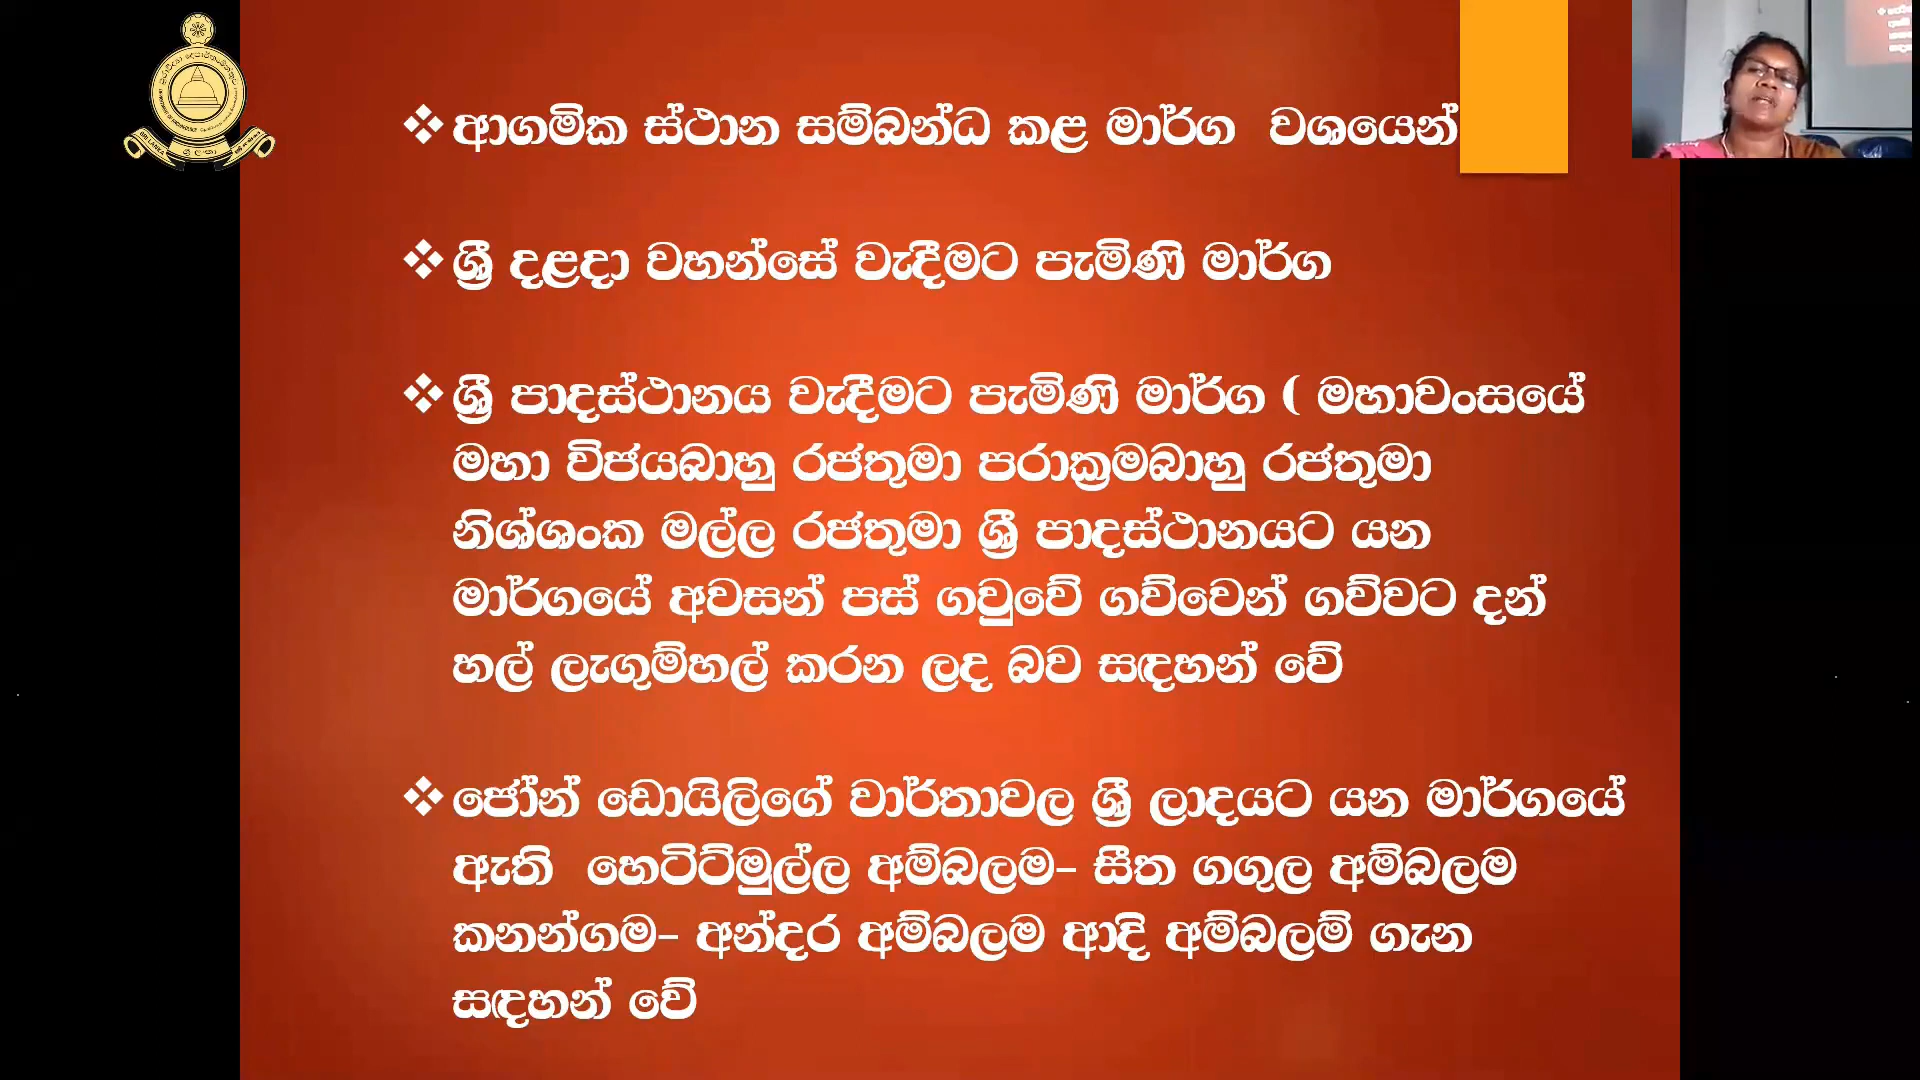 ආගමික ස්ථාන සම්බන්ධ කළ මාර්ග වශයෙන්
ශ්‍රී දළදා වහන්සේ වැඳීමට පැමිණි මාර්ග
ශ්‍රී පාදස්ථානය වැඳීමට පැමිණි මාර්ග ( මහාවංසයේ
මහා විජයබාහු රජතුමා පරාක්‍රමබාහු රජතුමා
නිශ්ශංක මල්ල රජතුමා ශ්‍රී පාදස්ථානයට යන
මාර්ගයේ අවසන් පස් ගවුවේ ගව්වෙන් ගව්වට දන්
හල් ලැගුම්හල් කරන ලද බව සඳහන් වේ
ජෝන් ඩොයිලිගේ වාර්තාවල ශ්‍රී ලාදයට යන මාර්ගයේ
ඇති හෙට්ට්මුල්ල අම්බලම- සීත ගගුල අම්බලම
කනන්ගම- අන්දර අම්බලම ආදි අම්බලම් ගැන
සඳහන් වේ